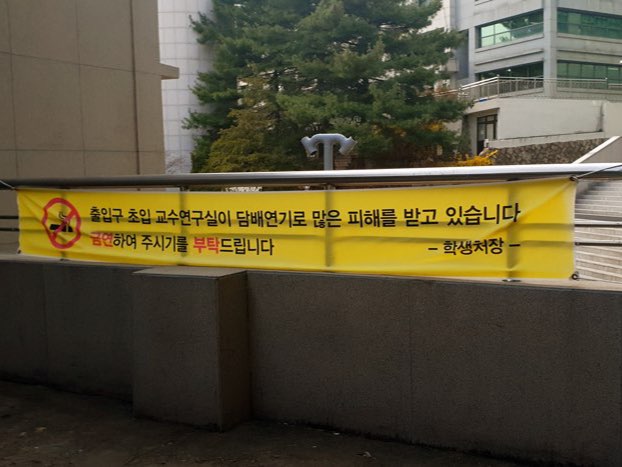 출입구 초입 교수연구실이 담배연기로 많은 피해를 받고 있습니다
금연하여 주시기를 부탁드립니다
- 학생처장 -